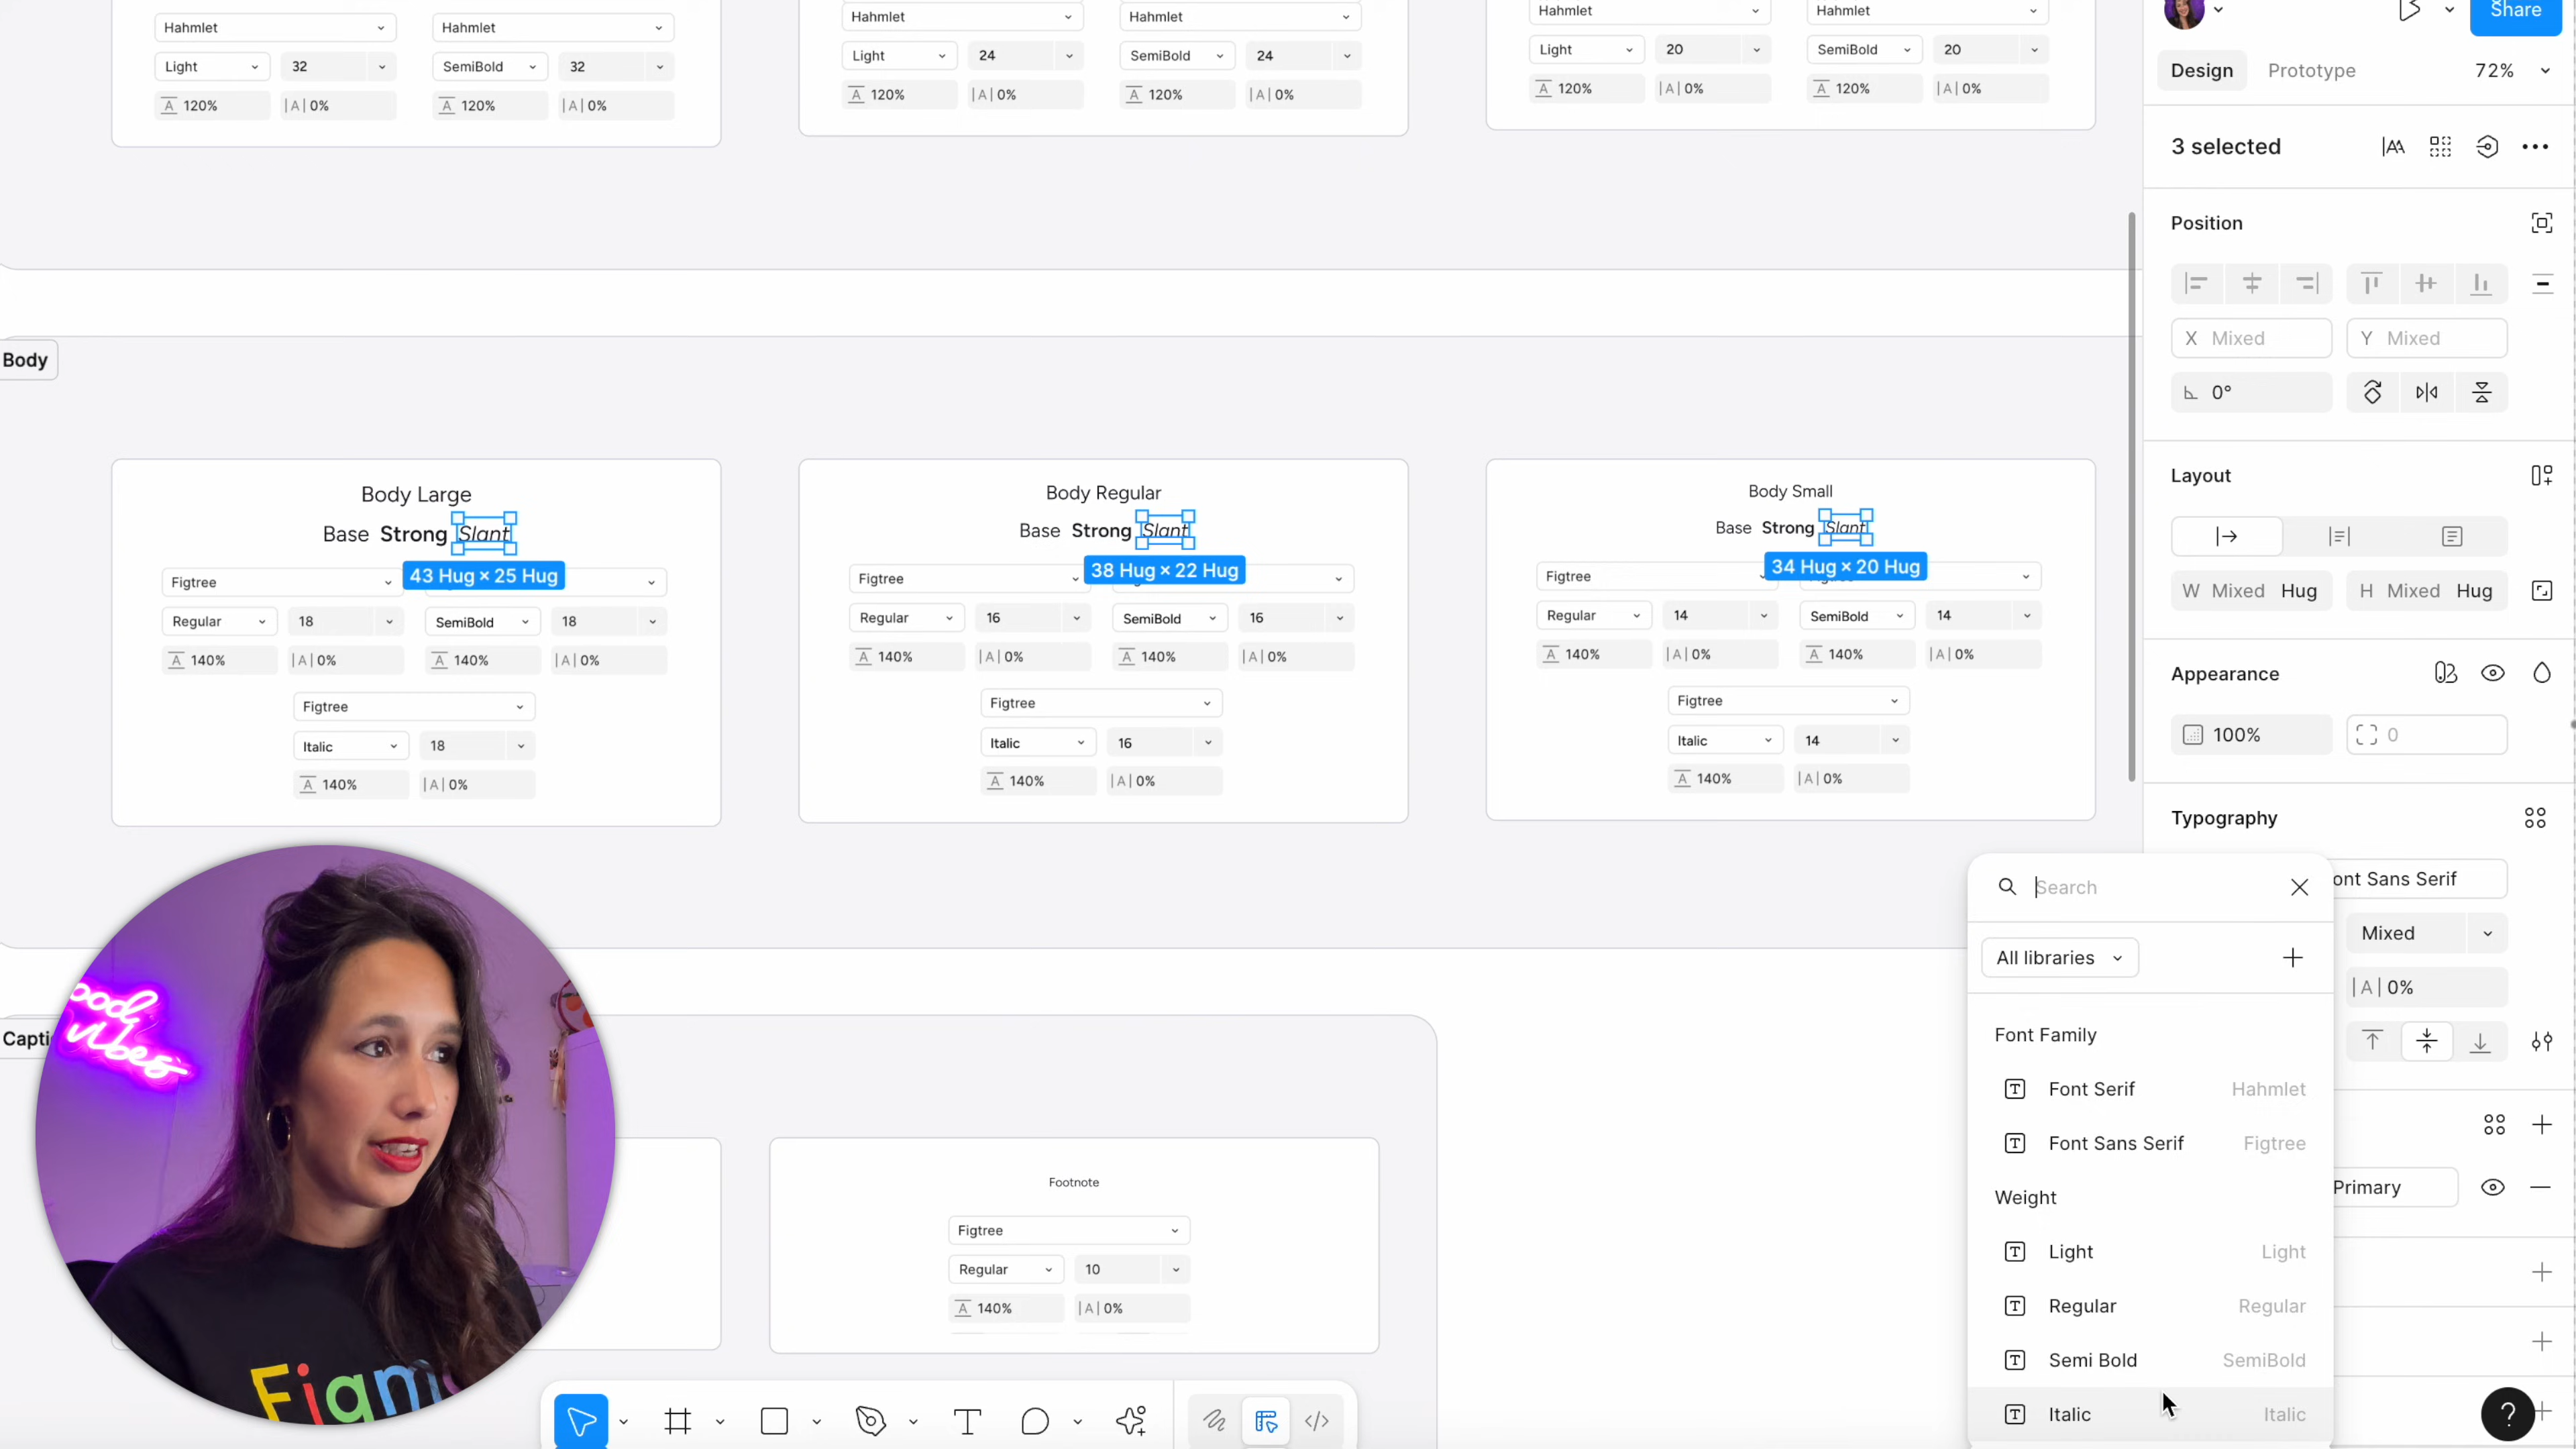 Hahmlet Hahmlet Hahmlet Hahmlet Hahmlet Hahmlet Share
Light 32 SemiBold 32 Light 24 SemiBold 24 Light 20 SemiBold 20
120% |A| 0% 120% |A| 0% 120% |A| 0% 120% |A| 0% 120% |A| 0% 120% |A| 0%
Design Prototype 72%
3 selected
Position
X Mixed Y Mixed
0°
Body
Layout
W Mixed Hug H Mixed Hug
Body Large
Base Strong Slant
43 Hug × 25 Hug
Figtree
Regular 18 SemiBold 18
A 140% |A| 0% A 140% |A| 0%
Figtree
Italic 18
A 140% |A| 0%
Body Regular
Base Strong Slant
38 Hug × 22 Hug
Figtree
Regular 16 SemiBold 16
A 140% |A| 0% A 140% |A| 0%
Figtree
Italic 16
A 140% |A| 0%
Body Small
Base Strong Slant
34 Hug × 20 Hug
Figtree
Regular 14 SemiBold 14
A 140% |A| 0% A 140% |A| 0%
Figtree
Italic 14
A 140% |A| 0%
Appearance
100% 0
Typography
Search
ont Sans Serif
All libraries
Mixed
|A| 0%
Font Family
Font Serif Hahmlet
Font Sans Serif Figtree
Weight
Light Light
Regular Regular
Semi Bold SemiBold
Italic Italic
Primary
?
Capti
ood
vibes
Figm
Footnote
Figtree
Regular 10
A 140% |A| 0%